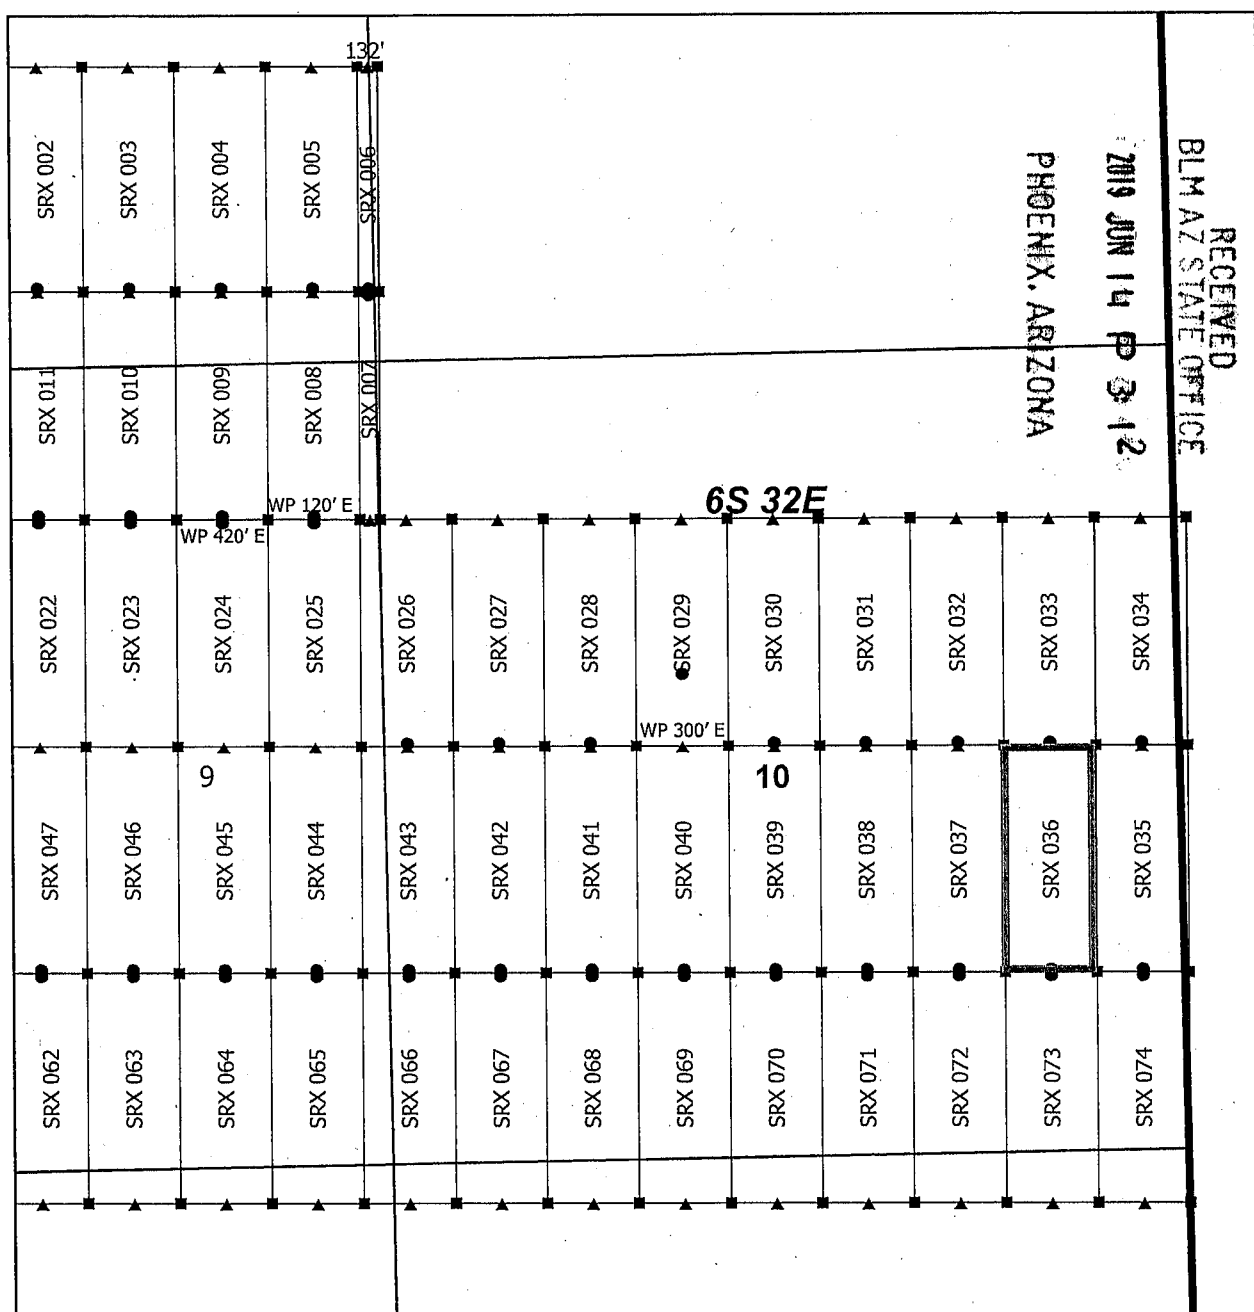 132'
SRX 002
SRX 003
SRX 004
SRX 005
SRX 006
RECEIVED
BLM AZ STATE OFFICE
2019 JUN 14 P 3 12
PHOENIX, ARIZONA
SRX 011
SRX 010
SRX 009
SRX 008
SRX 007
WP 120' E
WP 420' E
6S 32E
SRX 022
SRX 023
SRX 024
SRX 025
SRX 026
SRX 027
SRX 028
SRX 029
SRX 030
SRX 031
SRX 032
SRX 033
SRX 034
WP 300' E
9
10
SRX 047
SRX 046
SRX 045
SRX 044
SRX 043
SRX 042
SRX 041
SRX 040
SRX 039
SRX 038
SRX 037
SRX 036
SRX 035
SRX 062
SRX 063
SRX 064
SRX 065
SRX 066
SRX 067
SRX 068
SRX 069
SRX 070
SRX 071
SRX 072
SRX 073
SRX 074